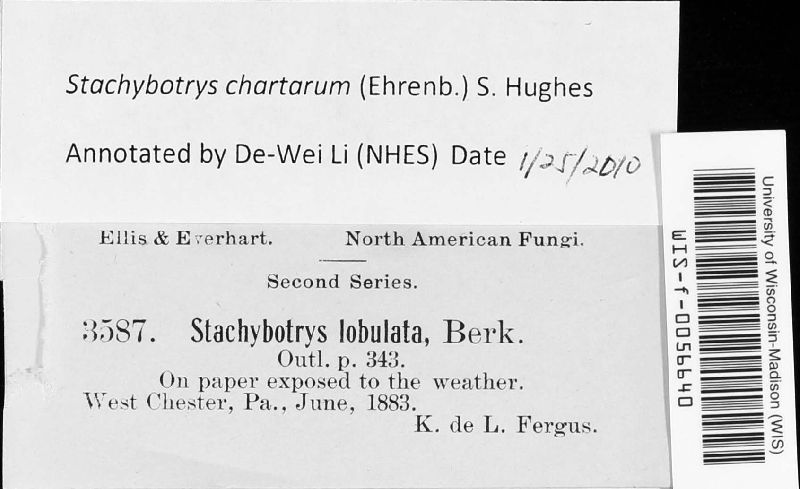 Stachybotrys chartarum (Ehrenb.) S. Hughes
Annotated by De-Wei Li (NHES) Date 1/25/2010
Ellis & Everhart. North American Fungi.
Second Series.
3587. Stachybotrys lobulata, Berk.
Outl. p. 343.
On paper exposed to the weather.
West Chester, Pa., June, 1883.
K. de L. Fergus.
University of Wisconsin-Madison (WIS)
WIS-f-0056640